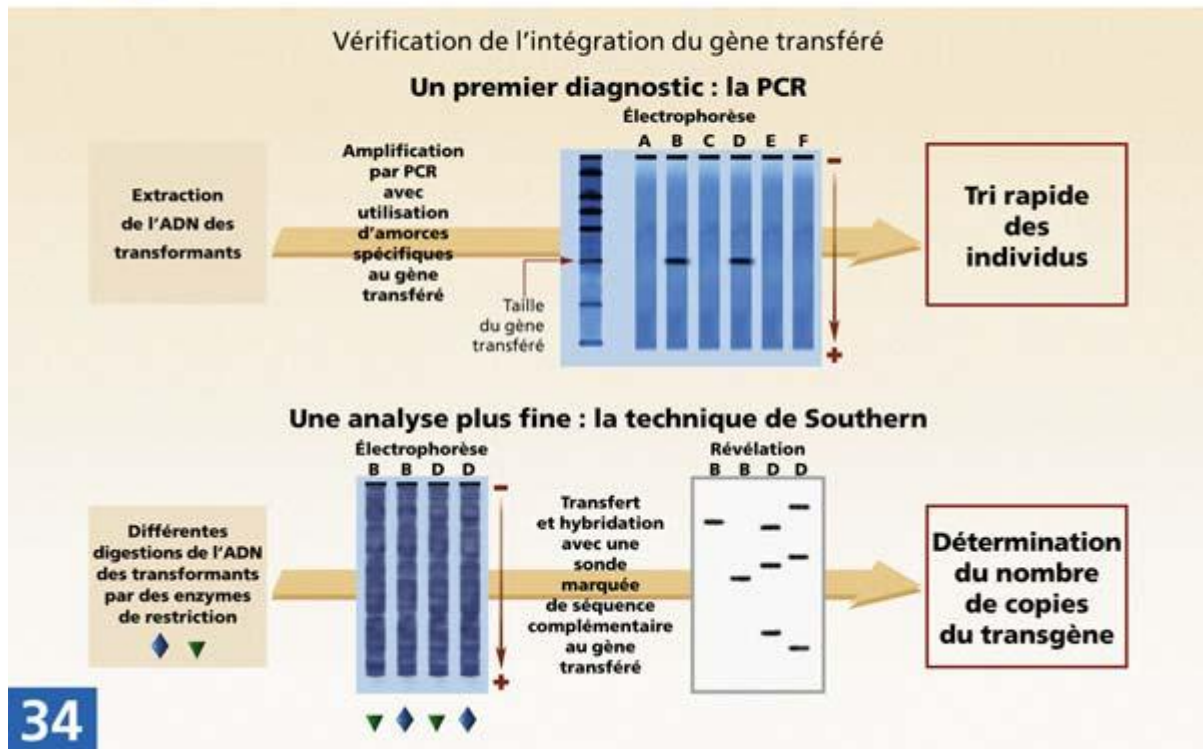 Vérification de l'intégration du gène transféré
Un premier diagnostic : la PCR
Électrophorèse
A B C D E F
Extraction
de l'ADN des
transformants
Amplification
par PCR
avec
utilisation
d'amorces
spécifiques
au gène
transféré
Taille
du gène
transféré
-
+
Tri rapide
des
individus
Une analyse plus fine : la technique de Southern
Électrophorèse
B B D D
Révélation
B B D D
Différentes
digestions de l'ADN
des transformants
par des enzymes
de restriction
-
+
Transfert
et hybridation
avec une
sonde
marquée
de séquence
complémentaire
au gène
transféré
Détermination
du nombre
de copies
du transgène
34